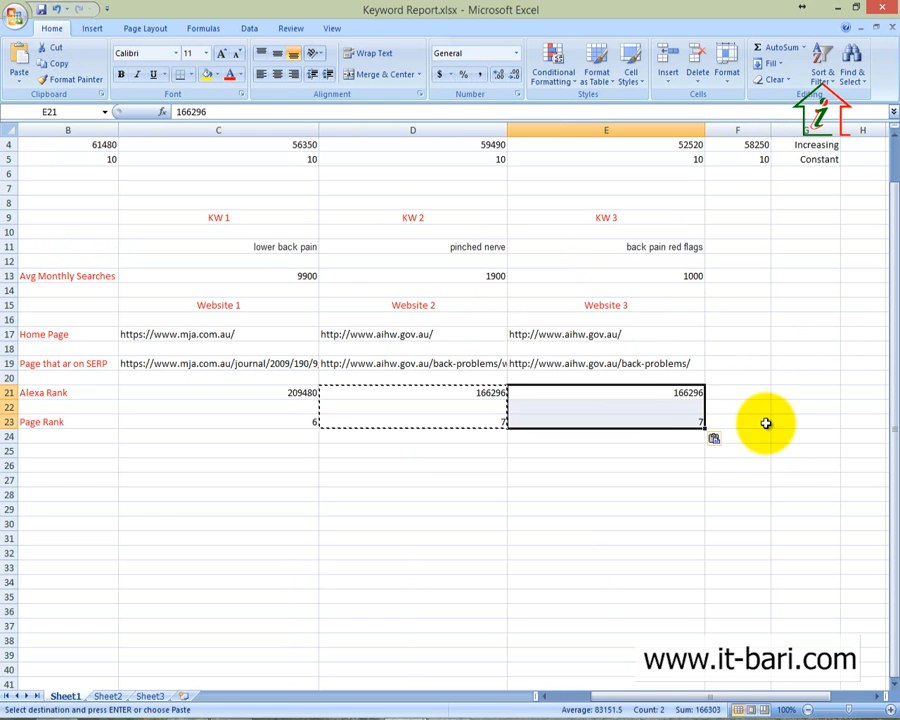 Keyword Report.xlsx - Microsoft Excel
Home Insert Page Layout Formulas Data Review View
Paste Cut Copy Format Painter Clipboard
Calibri 11 A A B I U A Font
Wrap Text Merge & Center Alignment
General $ % , Number
Conditional Formatting Format as Table Cell Styles Styles
Insert Delete Format Cells
Σ AutoSum Fill Clear Sort & Filter Find & Select Editing
E21 fx 166296
B C D E F G H
4 61480 56350 59490 52520 58250 Increasing
5 10 10 10 10 10 Constant
6
7
8
9 KW 1 KW 2 KW 3
10
11 lower back pain pinched nerve back pain red flags
12
13 Avg Monthly Searches 9900 1900 1000
14
15 Website 1 Website 2 Website 3
16
17 Home Page https://www.mja.com.au/ http://www.aihw.gov.au/ http://www.aihw.gov.au/
18
19 Page that ar on SERP https://www.mja.com.au/journal/2009/190/9 http://www.aihw.gov.au/back-problems/w http://www.aihw.gov.au/back-problems/
20
21 Alexa Rank 209480 166296 166296
22
23 Page Rank 6 7 7
24
25
26
27
28
29
30
31
32
33
34
35
36
37
38
39
40
41
www.it-bari.com
Sheet1 Sheet2 Sheet3
Select destination and press ENTER or choose Paste Average: 83151.5 Count: 2 Sum: 166303 100%